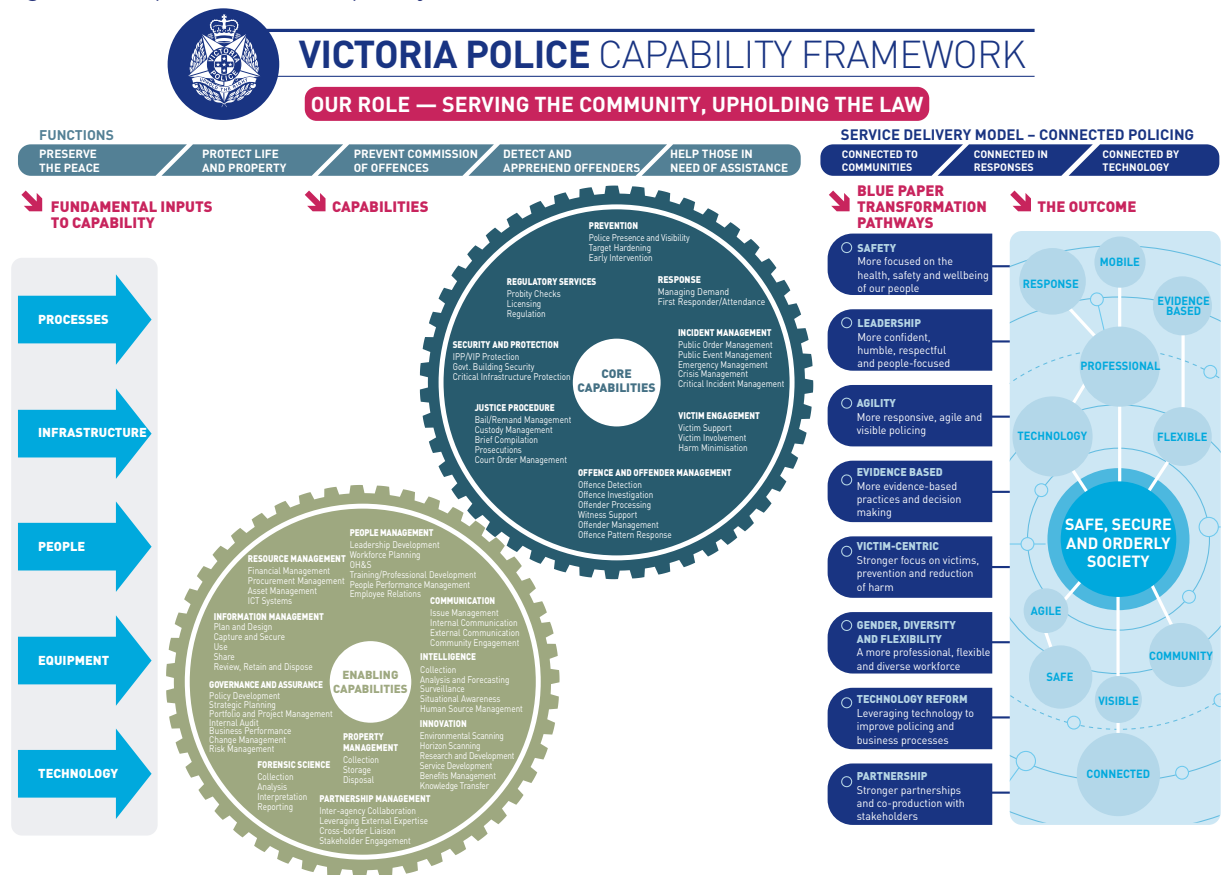 VICTORIA POLICE CAPABILITY FRAMEWORK
OUR ROLE — SERVING THE COMMUNITY, UPHOLDING THE LAW
FUNCTIONS
PRESERVE
THE PEACE
PROTECT LIFE
AND PROPERTY
PREVENT COMMISSION
OF OFFENCES
DETECT AND
APPREHEND OFFENDERS
HELP THOSE IN
NEED OF ASSISTANCE
SERVICE DELIVERY MODEL – CONNECTED POLICING
CONNECTED TO
COMMUNITIES
CONNECTED IN
RESPONSES
CONNECTED BY
TECHNOLOGY
FUNDAMENTAL INPUTS
TO CAPABILITY
PROCESSES
INFRASTRUCTURE
PEOPLE
EQUIPMENT
TECHNOLOGY
CAPABILITIES
CORE
CAPABILITIES
PREVENTION
Police Presence and Visibility
Target Hardening
Early Intervention
REGULATORY SERVICES
Probity Checks
Licensing
Regulation
RESPONSE
Managing Demand
First Responder/Attendance
SECURITY AND PROTECTION
IPP/VIP Protection
Govt. Building Security
Critical Infrastructure Protection
INCIDENT MANAGEMENT
Public Order Management
Public Event Management
Emergency Management
Crisis Management
Critical Incident Management
JUSTICE PROCEDURE
Bail/Remand Management
Custody Management
Brief Compilation
Prosecutions
Court Order Management
VICTIM ENGAGEMENT
Victim Support
Victim Involvement
Harm Minimisation
OFFENCE AND OFFENDER MANAGEMENT
Offence Detection
Offence Investigation
Offender Processing
Witness Support
Offender Management
Offence Pattern Response
ENABLING
CAPABILITIES
PEOPLE MANAGEMENT
Leadership Development
Workforce Planning
OH&S
Training/Professional Development
People Performance Management
Employee Relations
RESOURCE MANAGEMENT
Financial Management
Procurement Management
Asset Management
ICT Systems
COMMUNICATION
Issue Management
Internal Communication
External Communication
Community Engagement
INFORMATION MANAGEMENT
Plan and Design
Capture and Secure
Use
Share
Review, Retain and Dispose
INTELLIGENCE
Collection
Analysis and Forecasting
Surveillance
Situational Awareness
Human Source Management
GOVERNANCE AND ASSURANCE
Policy Development
Strategic Planning
Portfolio and Project Management
Internal Audit
Business Performance
Change Management
Risk Management
INNOVATION
Environmental Scanning
Horizon Scanning
Research and Development
Service Development
Benefits Management
Knowledge Transfer
PROPERTY
MANAGEMENT
Collection
Storage
Disposal
FORENSIC SCIENCE
Collection
Analysis
Interpretation
Reporting
PARTNERSHIP MANAGEMENT
Inter-agency Collaboration
Leveraging External Expertise
Cross-border Liaison
Stakeholder Engagement
BLUE PAPER
TRANSFORMATION
PATHWAYS
SAFETY
More focused on the
health, safety and wellbeing
of our people
LEADERSHIP
More confident,
humble, respectful
and people-focused
AGILITY
More responsive, agile and
visible policing
EVIDENCE BASED
More evidence-based
practices and decision
making
VICTIM-CENTRIC
Stronger focus on victims,
prevention and reduction
of harm
GENDER, DIVERSITY
AND FLEXIBILITY
A more professional, flexible
and diverse workforce
TECHNOLOGY REFORM
Leveraging technology to
improve policing and
business processes
PARTNERSHIP
Stronger partnerships
and co-production with
stakeholders
THE OUTCOME
MOBILE
RESPONSE
EVIDENCE
BASED
PROFESSIONAL
TECHNOLOGY
FLEXIBLE
SAFE, SECURE
AND ORDERLY
SOCIETY
AGILE
COMMUNITY
SAFE
VISIBLE
CONNECTED